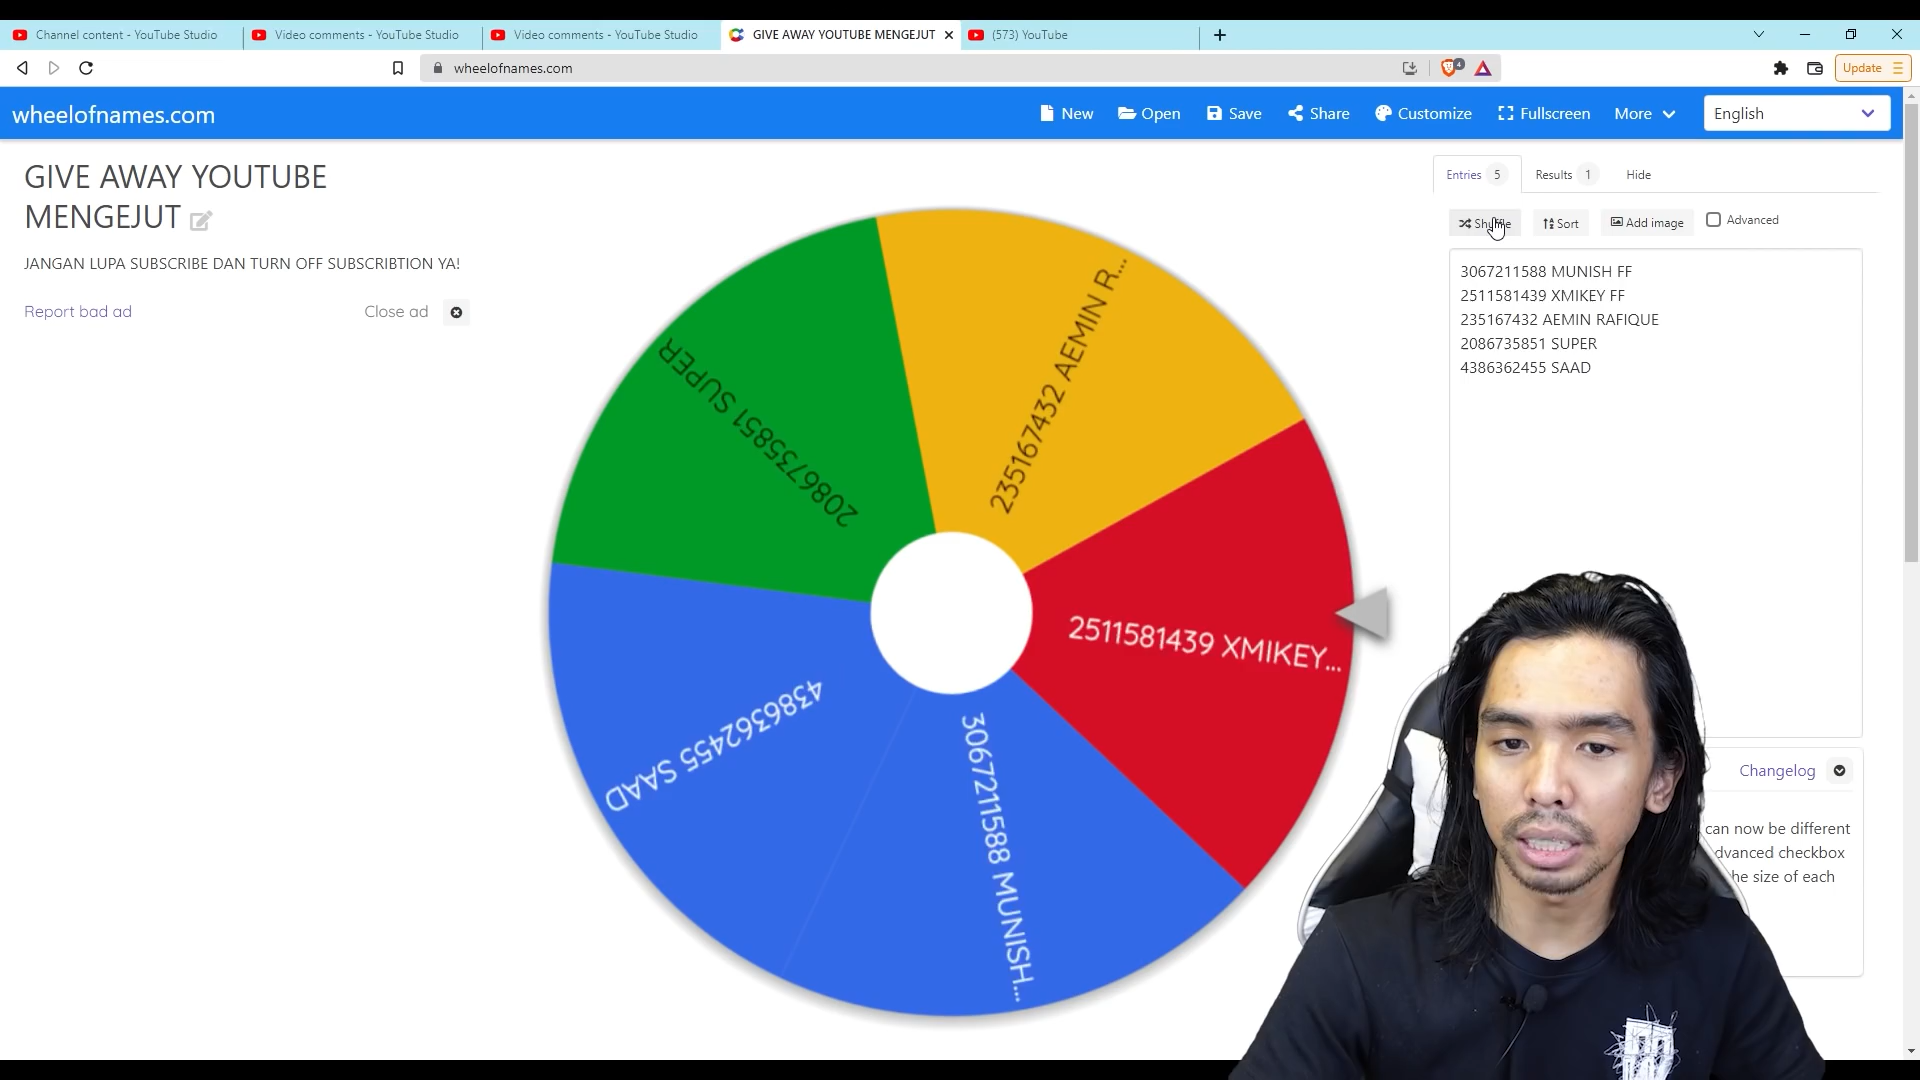 Channel content - YouTube Studio
Video comments - YouTube Studio
Video comments - YouTube Studio
GIVE AWAY YOUTUBE MENGEJUT
(573) YouTube
wheelofnames.com
4
Update
wheelofnames.com
New
Open
Save
Share
Customize
Fullscreen
More
English
GIVE AWAY YOUTUBE
MENGEJUT
JANGAN LUPA SUBSCRIBE DAN TURN OFF SUBSCRIBTION YA!
Report bad ad
Close ad
Entries 5
Results 1
Hide
Shuffle
Sort
Add image
Advanced
3067211588 MUNISH FF
2511581439 XMIKEY FF
235167432 AEMIN RAFIQUE
2086735851 SUPER
4386362455 SAAD
235167432 AEMIN R...
2086735851 SUPER
2511581439 XMIKEY...
4386362455 SAAD
3067211588 MUNISH...
Changelog
can now be different
dvanced checkbox
he size of each